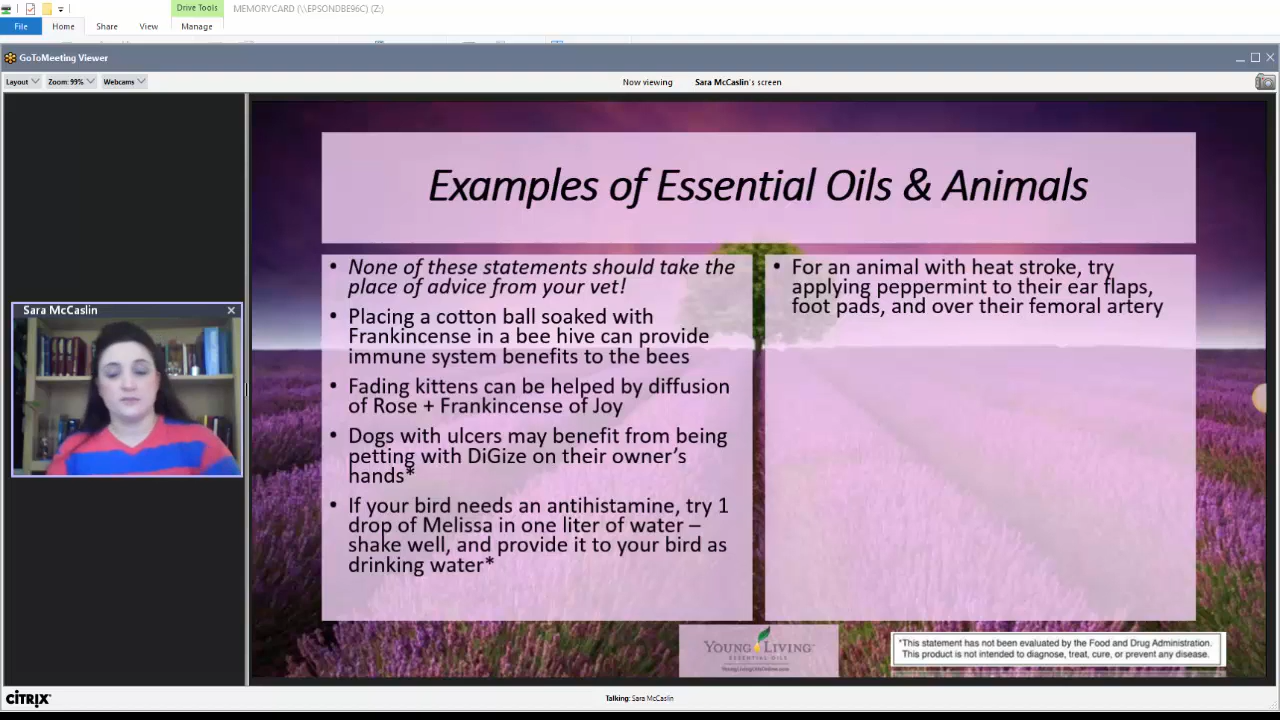 Drive Tools
MEMORYCARD (\\EPSONDBE96C) (Z:)
File
Home
Share
View
Manage
GoToMeeting Viewer
Layout
Zoom: 99%
Webcams
Now viewing
Sara McCaslin's screen
Examples of Essential Oils & Animals
• None of these statements should take the
place of advice from your vet!
• Placing a cotton ball soaked with
Frankincense in a bee hive can provide
immune system benefits to the bees
• Fading kittens can be helped by diffusion
of Rose + Frankincense of Joy
• Dogs with ulcers may benefit from being
petting with DiGize on their owner's
hands*
• If your bird needs an antihistamine, try 1
drop of Melissa in one liter of water –
shake well, and provide it to your bird as
drinking water*
• For an animal with heat stroke, try
applying peppermint to their ear flaps,
foot pads, and over their femoral artery
Sara McCaslin
YOUNG LIVING
ESSENTIAL OILS
*This statement has not been evaluated by the Food and Drug Administration.
This product is not intended to diagnose, treat, cure, or prevent any disease.
CITRIX
Talking: Sara McCaslin